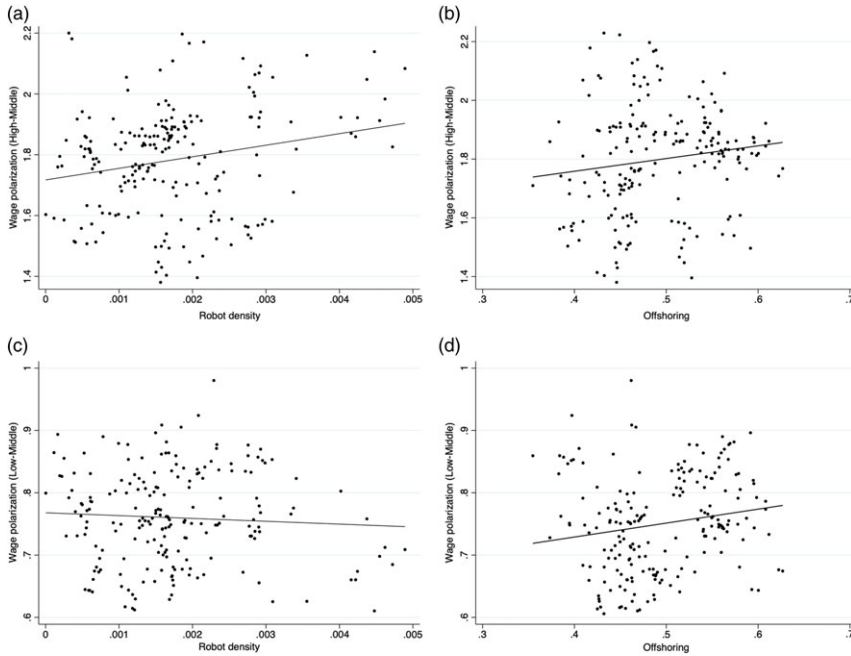 (a)
Wage polarization (High-Middle)
2.2
2
1.8
1.6
1.4
0 .001 .002 .003 .004 .005
Robot density
(b)
Wage polarization (High-Middle)
2.2
2
1.8
1.6
1.4
.3 .4 .5 .6 .7
Offshoring
(c)
Wage polarization (Low-Middle)
1
.9
.8
.7
.6
0 .001 .002 .003 .004 .005
Robot density
(d)
Wage polarization (Low-Middle)
1
.9
.8
.7
.6
.3 .4 .5 .6 .7
Offshoring